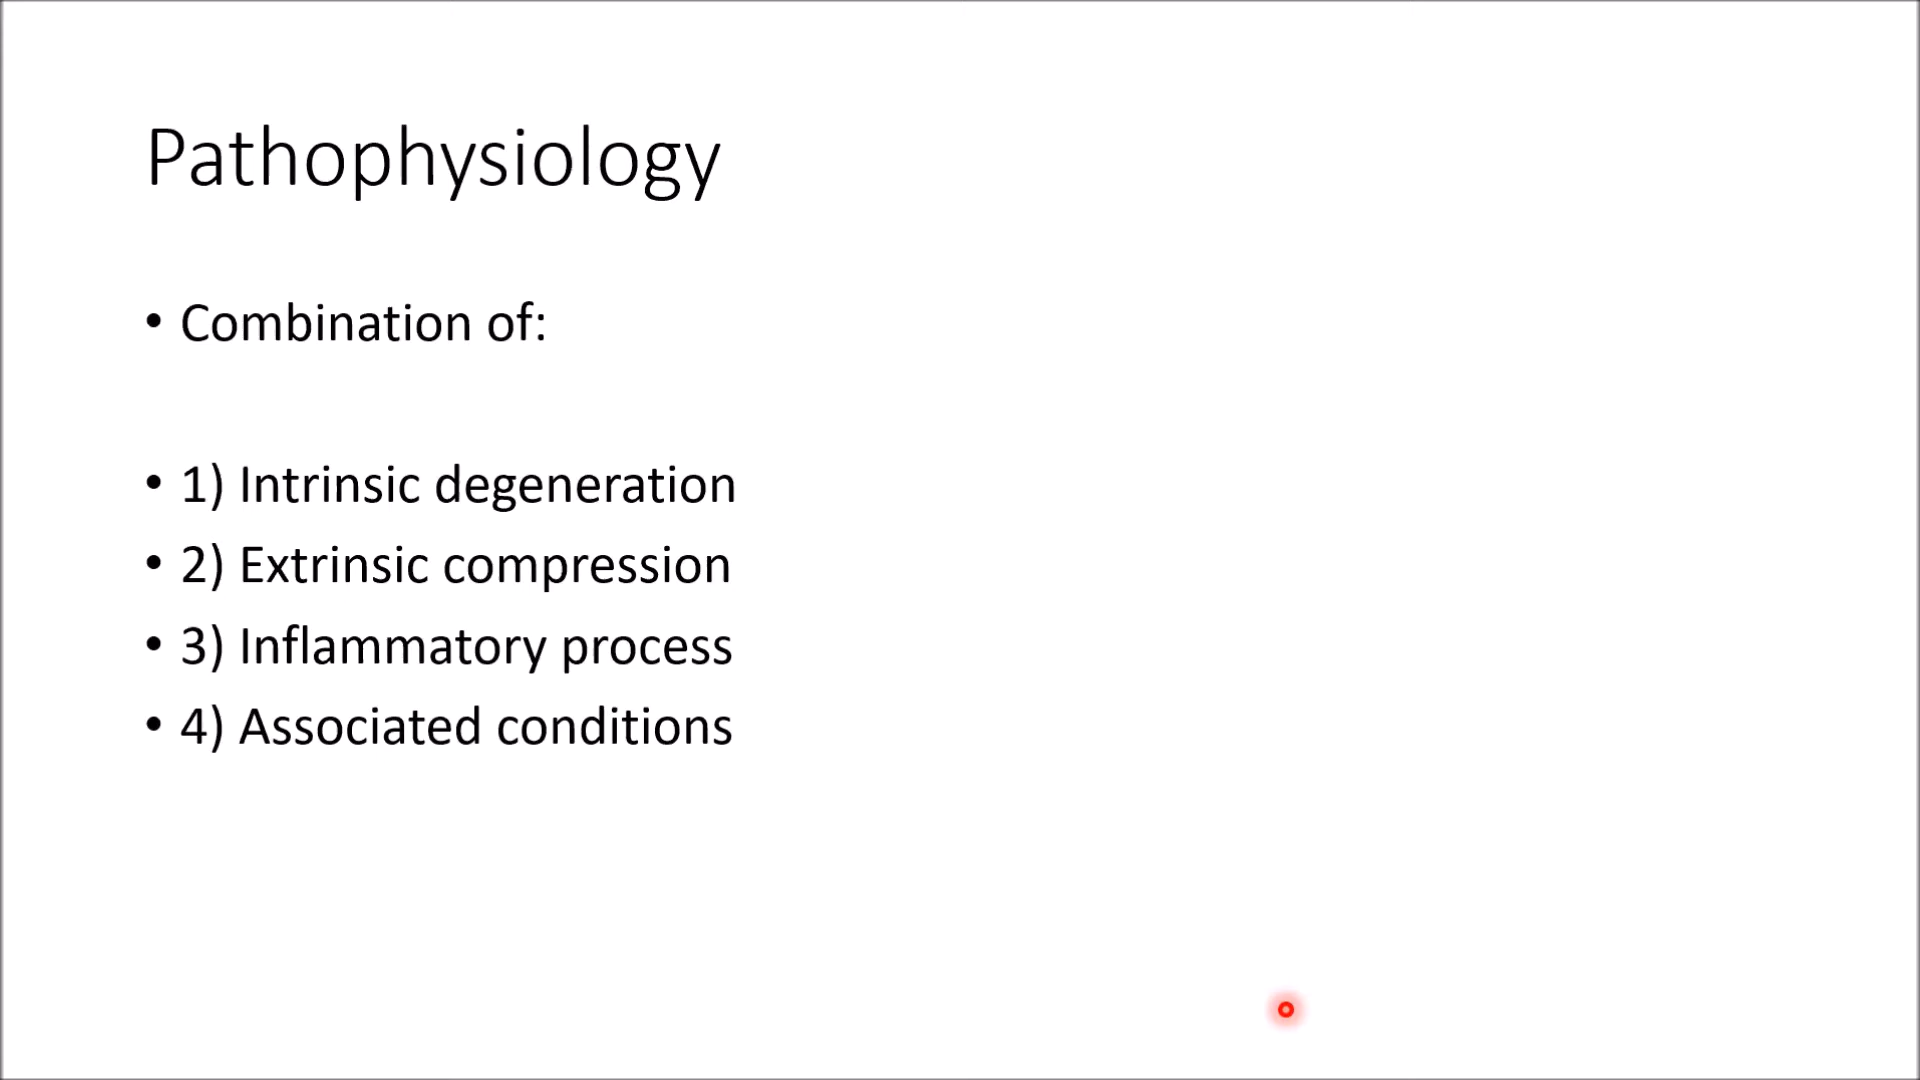 Pathophysiology
• Combination of:
• 1) Intrinsic degeneration
• 2) Extrinsic compression
• 3) Inflammatory process
• 4) Associated conditions